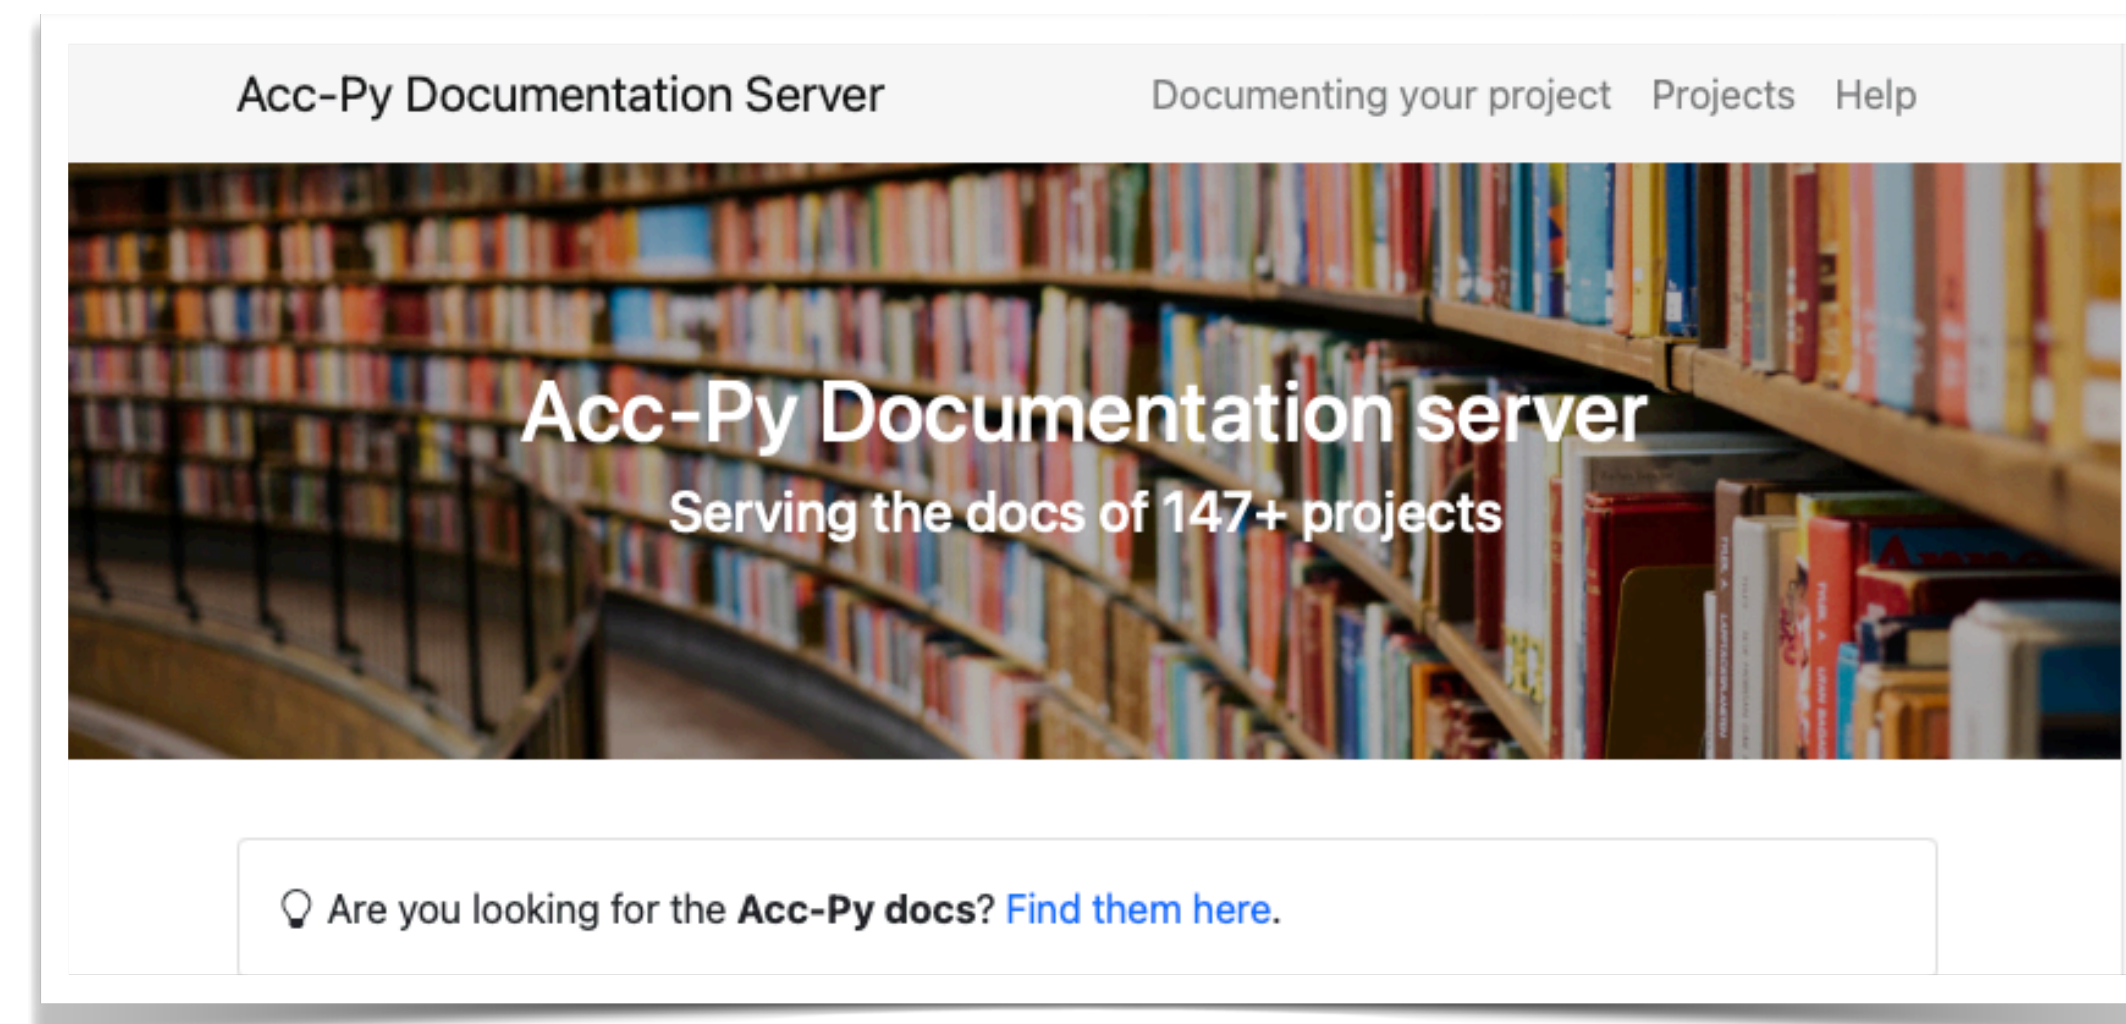 Acc-Py Documentation Server
Documenting your project Projects Help
Acc-Py Documentation server
Serving the docs of 147+ projects
Are you looking for the Acc-Py docs? Find them here.